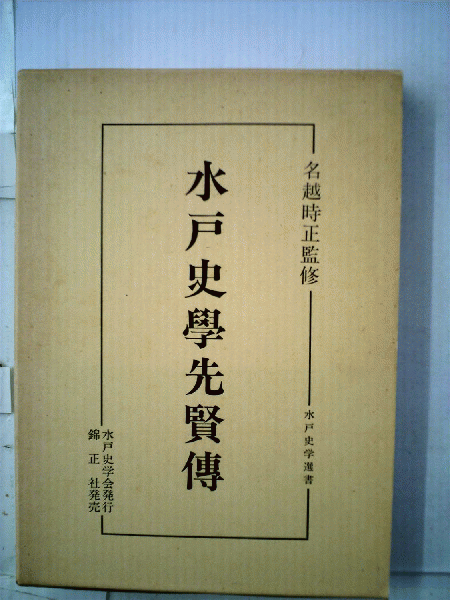 名越時正監修
水戸史学選書
水戸史學先賢傳
水戸史学会発行
錦正社発売